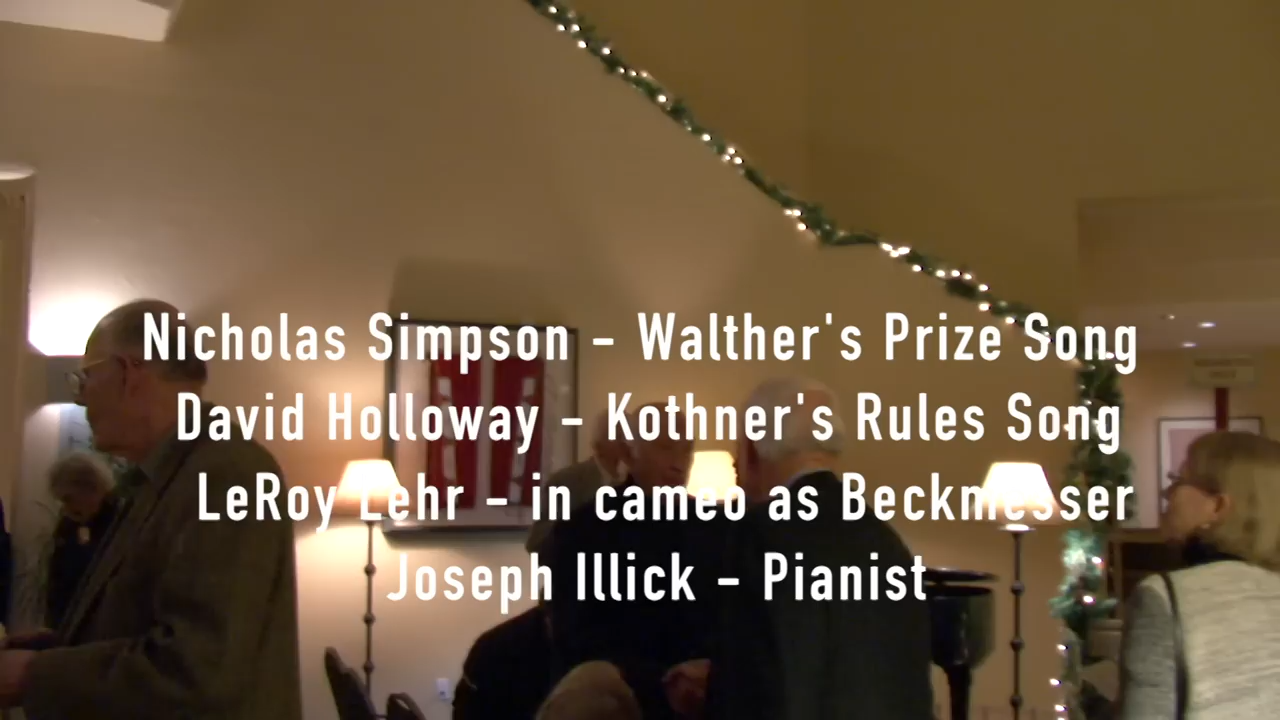 Nicholas Simpson - Walther's Prize Song
David Holloway - Kothner's Rules Song
LeRoy Lehr - in cameo as Beckmesser
Joseph Illick - Pianist